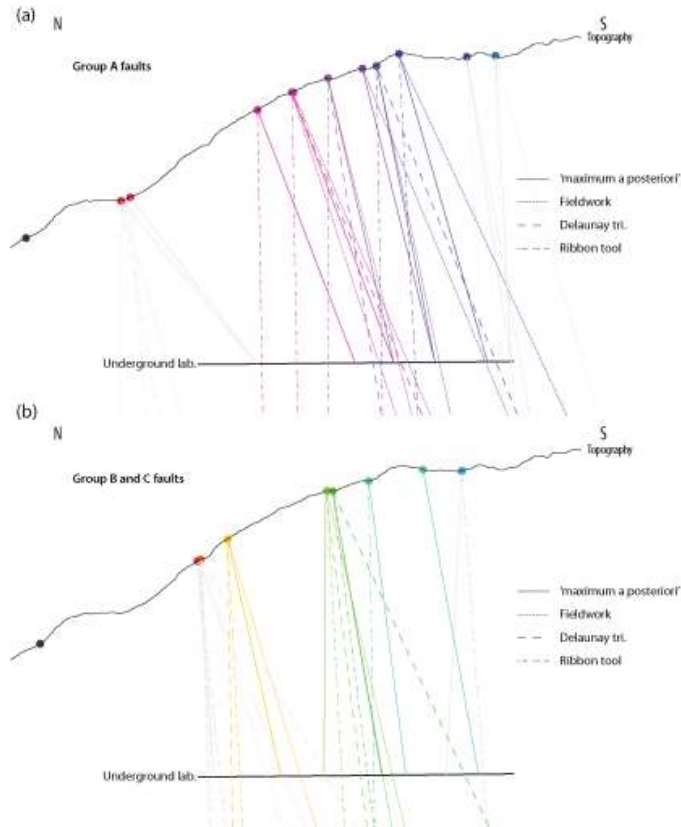 (a)
N
S
Topography
Group A faults
'maximum a posteriori'
Fieldwork
Delaunay tri.
Ribbon tool
Underground lab.
(b)
N
S
Topography
Group B and C faults
'maximum a posteriori'
Fieldwork
Delaunay tri.
Ribbon tool
Underground lab.